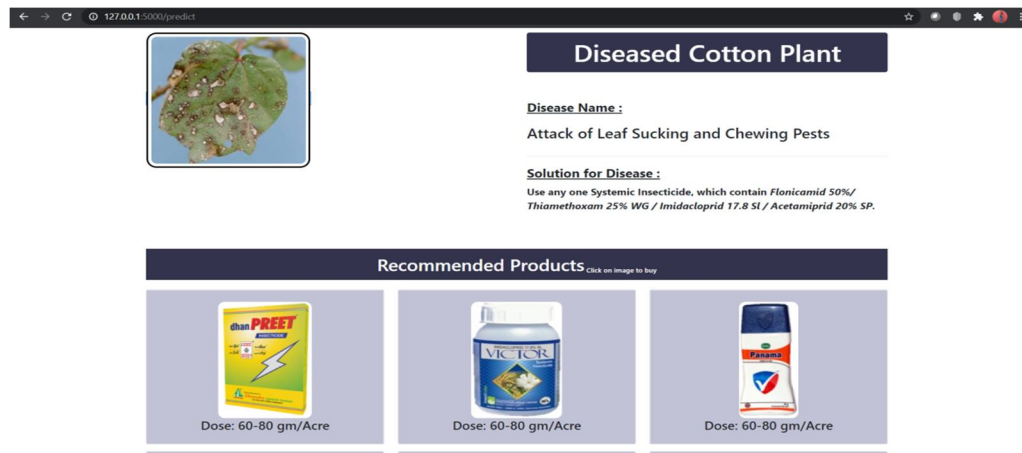 127.0.0.1:5000/predict
Diseased Cotton Plant
Disease Name :
Attack of Leaf Sucking and Chewing Pests
Solution for Disease :
Use any one Systemic Insecticide, which contain Flonicamid 50%/
Thiamethoxam 25% WG / Imidacloprid 17.8 Sl / Acetamiprid 20% SP.
Recommended Products Click on image to buy
dhan PREET
INSECTICIDE
VICTOR
Panama
Dose: 60-80 gm/Acre
Dose: 60-80 gm/Acre
Dose: 60-80 gm/Acre